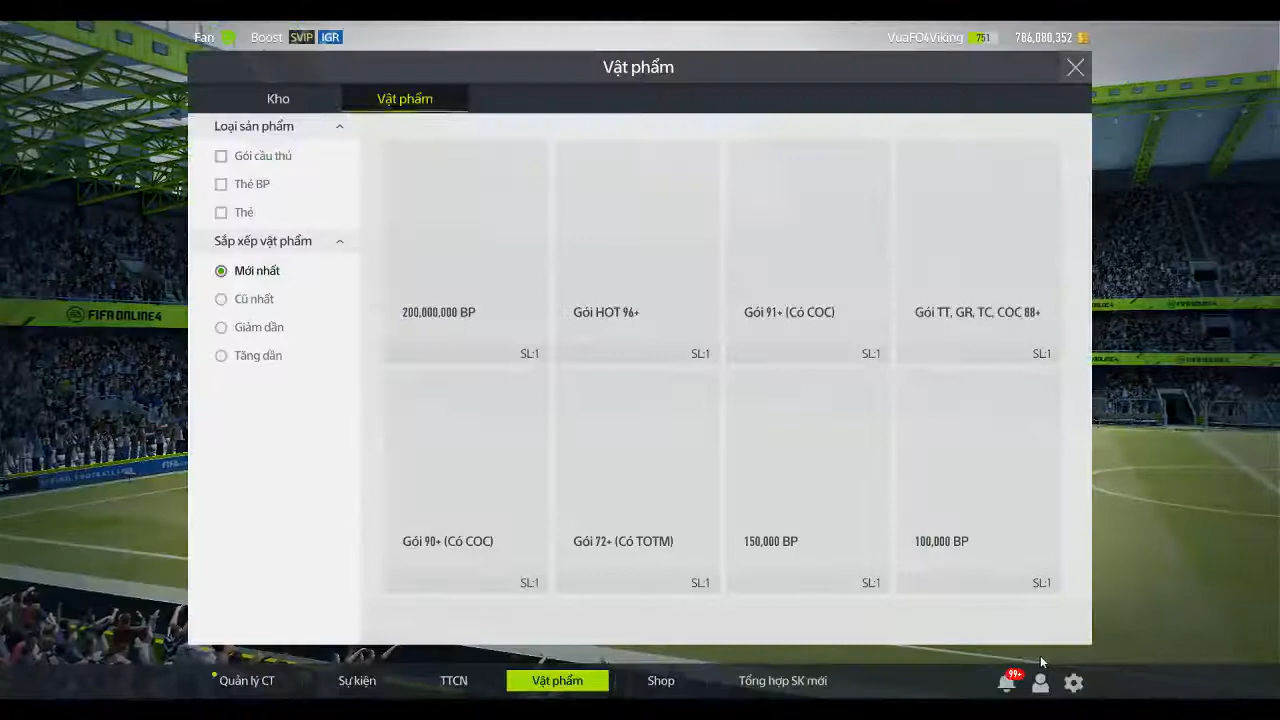 Fan Boost SVIP IGR VuaFO4Viking 751 786,080,352
Vật phẩm
Kho Vật phẩm
Loại sản phẩm
Gói cầu thủ
Thẻ BP
Thẻ
Sắp xếp vật phẩm
Mới nhất
Cũ nhất
Giảm dần
Tăng dần
200,000,000 BP
SL:1
Gói HOT 96+
SL:1
Gói 91+ (Có COC)
SL:1
Gói TT, GR, TC, COC 88+
SL:1
Gói 90+ (Có COC)
SL:1
Gói 72+ (Có TOTM)
SL:1
150,000 BP
SL:1
100,000 BP
SL:1
FIFA ONLINE 4
Quản lý CT Sự kiện TTCN Vật phẩm Shop Tổng hợp SK mới 99+